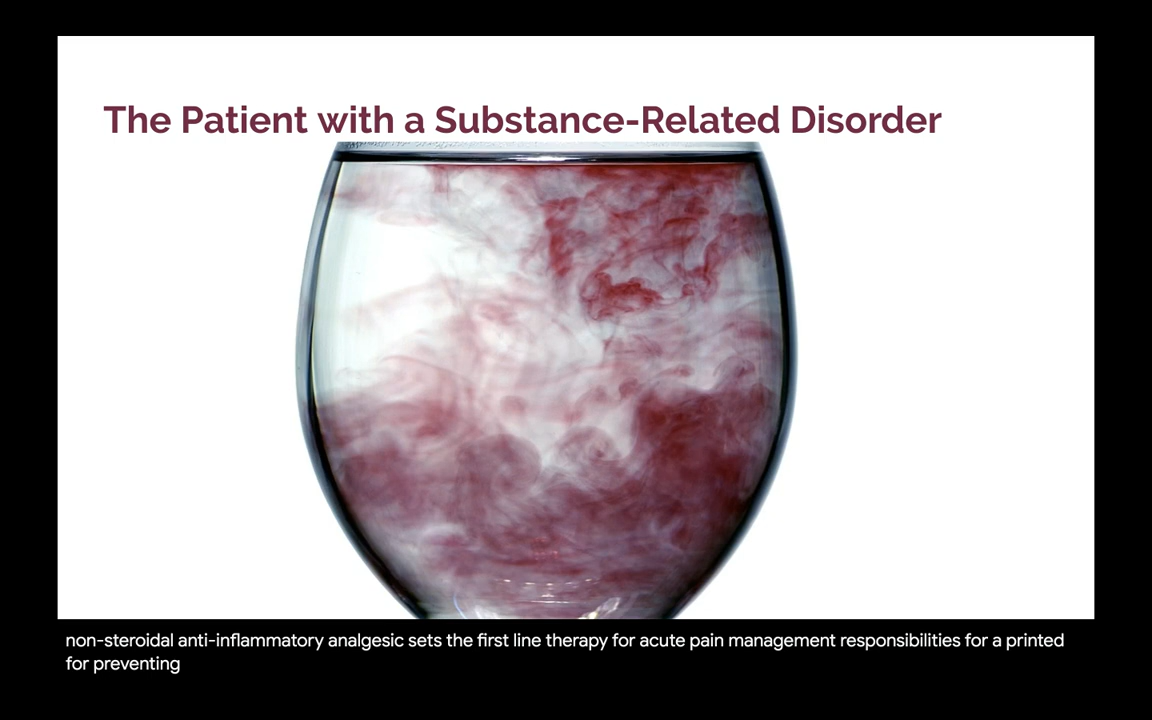 The Patient with a Substance-Related Disorder
non-steroidal anti-inflammatory analgesic sets the first line therapy for acute pain management responsibilities for a printed
for preventing